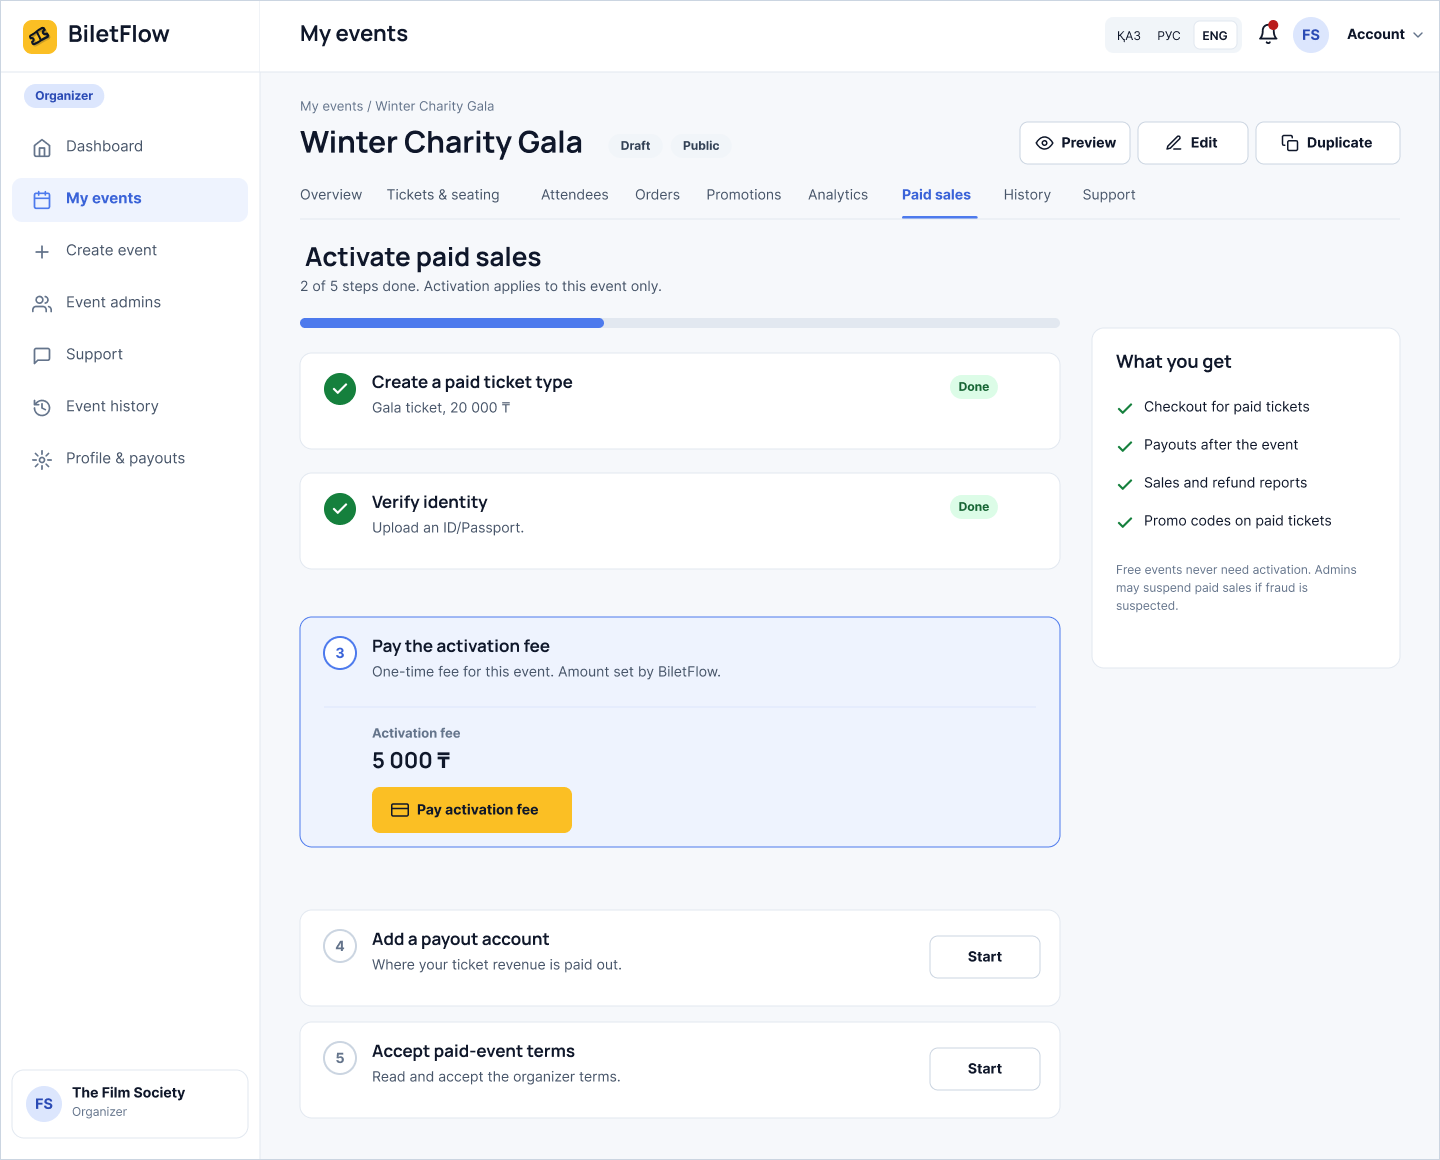 BiletFlow
My events
ҚАЗ
РУС
ENG
FS
Account
Organizer
Dashboard
My events
Create event
Event admins
Support
Event history
Profile & payouts
FS
The Film Society
Organizer
My events / Winter Charity Gala
Winter Charity Gala
Draft
Public
Preview
Edit
Duplicate
Overview
Tickets & seating
Attendees
Orders
Promotions
Analytics
Paid sales
History
Support
Activate paid sales
2 of 5 steps done. Activation applies to this event only.
Create a paid ticket type
Gala ticket, 20 000 ₸
Done
Verify identity
Upload an ID/Passport.
Done
3
Pay the activation fee
One-time fee for this event. Amount set by BiletFlow.
Activation fee
5 000 ₸
Pay activation fee
4
Add a payout account
Where your ticket revenue is paid out.
Start
5
Accept paid-event terms
Read and accept the organizer terms.
Start
What you get
Checkout for paid tickets
Payouts after the event
Sales and refund reports
Promo codes on paid tickets
Free events never need activation. Admins
may suspend paid sales if fraud is
suspected.